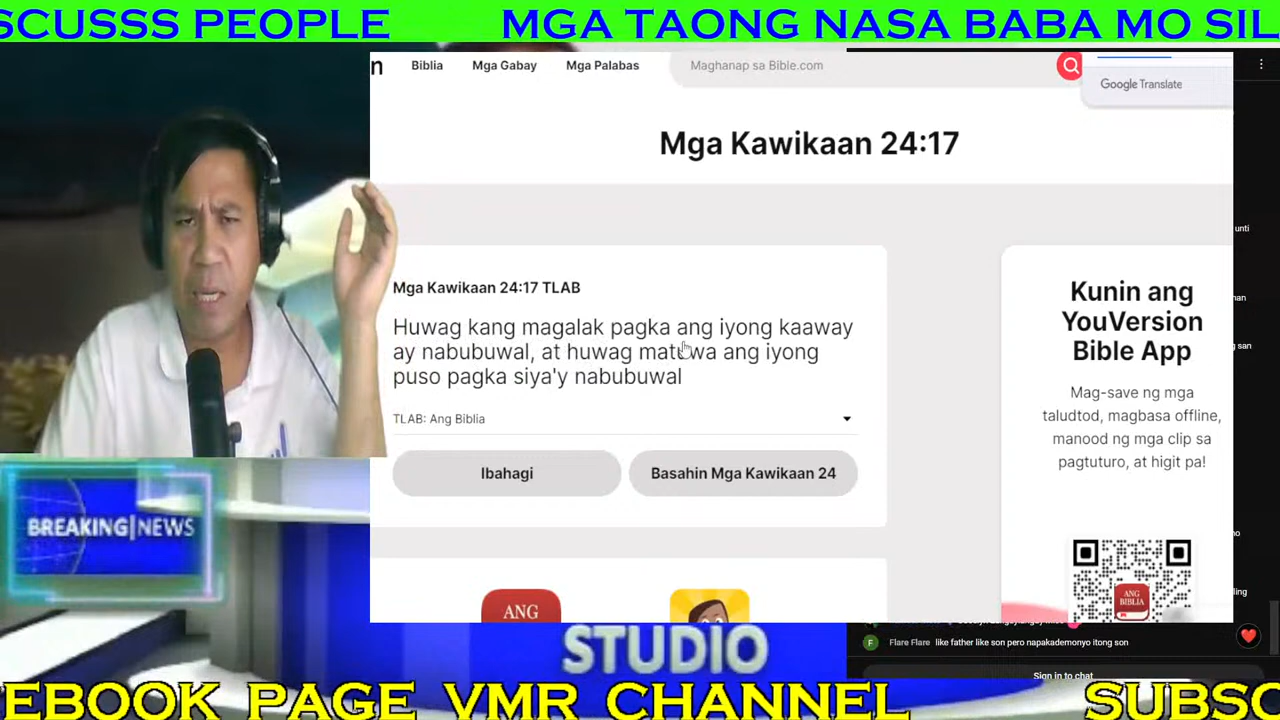 SCUSSS PEOPLE MGA TAONG NASA BABA MO SIL
n Biblia Mga Gabay Mga Palabas Maghanap sa Bible.com
Google Translate
Mga Kawikaan 24:17
Mga Kawikaan 24:17 TLAB
Huwag kang magalak pagka ang iyong kaaway
ay nabubuwal, at huwag matuwa ang iyong
puso pagka siya'y nabubuwal
TLAB: Ang Biblia
Ibahagi Basahin Mga Kawikaan 24
Kunin ang
YouVersion
Bible App
Mag-save ng mga
taludtod, magbasa offline,
manood ng mga clip sa
pagtuturo, at higit pa!
ANG
ANG
BIBLIA
unti
san
BREAKING NEWS
STUDIO
Flare Flare like father like son pero napakademonyo itong son
Sign in to chat
EBOOK PAGE VMR CHANNEL SUBSC